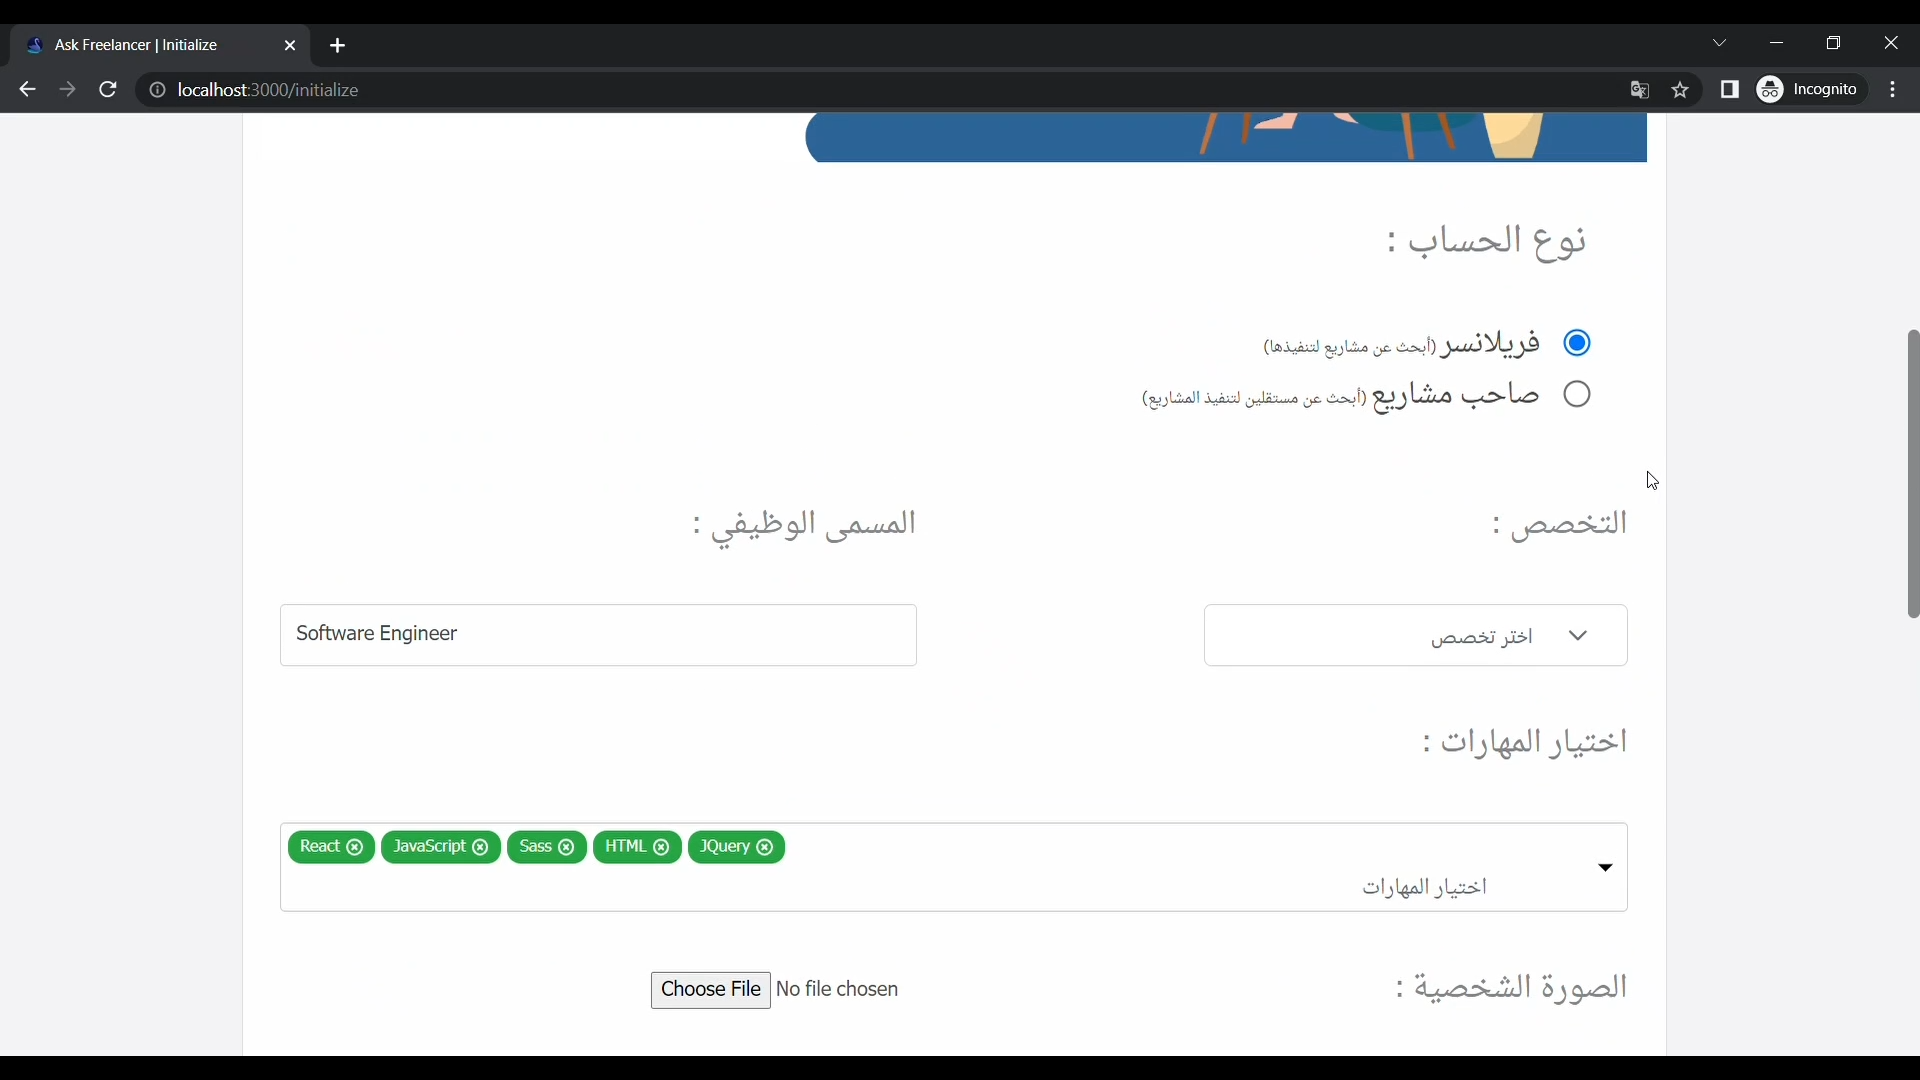 Ask Freelancer | Initialize
localhost:3000/initialize
Incognito
نوع الحساب :
فريلانسر (أبحث عن مشاريع لتنفيذها)
صاحب مشاريع (أبحث عن مستقلين لتنفيذ المشاريع)
التخصص :
المسمى الوظيفي :
اختر تخصص
Software Engineer
اختيار المهارات :
React JavaScript Sass HTML JQuery
اختيار المهارات
الصورة الشخصية :
Choose File No file chosen